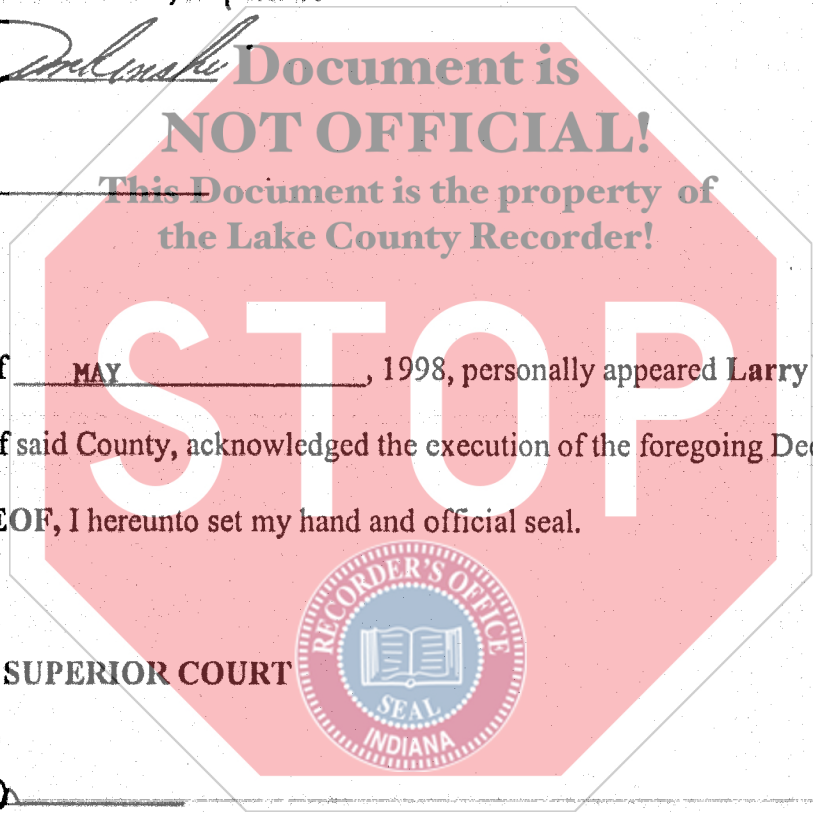 Document is
NOT OFFICIAL!
This Document is the property of
the Lake County Recorder!
STOP
MAY, 1998, personally appeared Larry
said County, acknowledged the execution of the foregoing
I hereunto set my hand and official seal.
RECORDER'S OFFICE
SEAL
INDIANA
SUPERIOR COURT